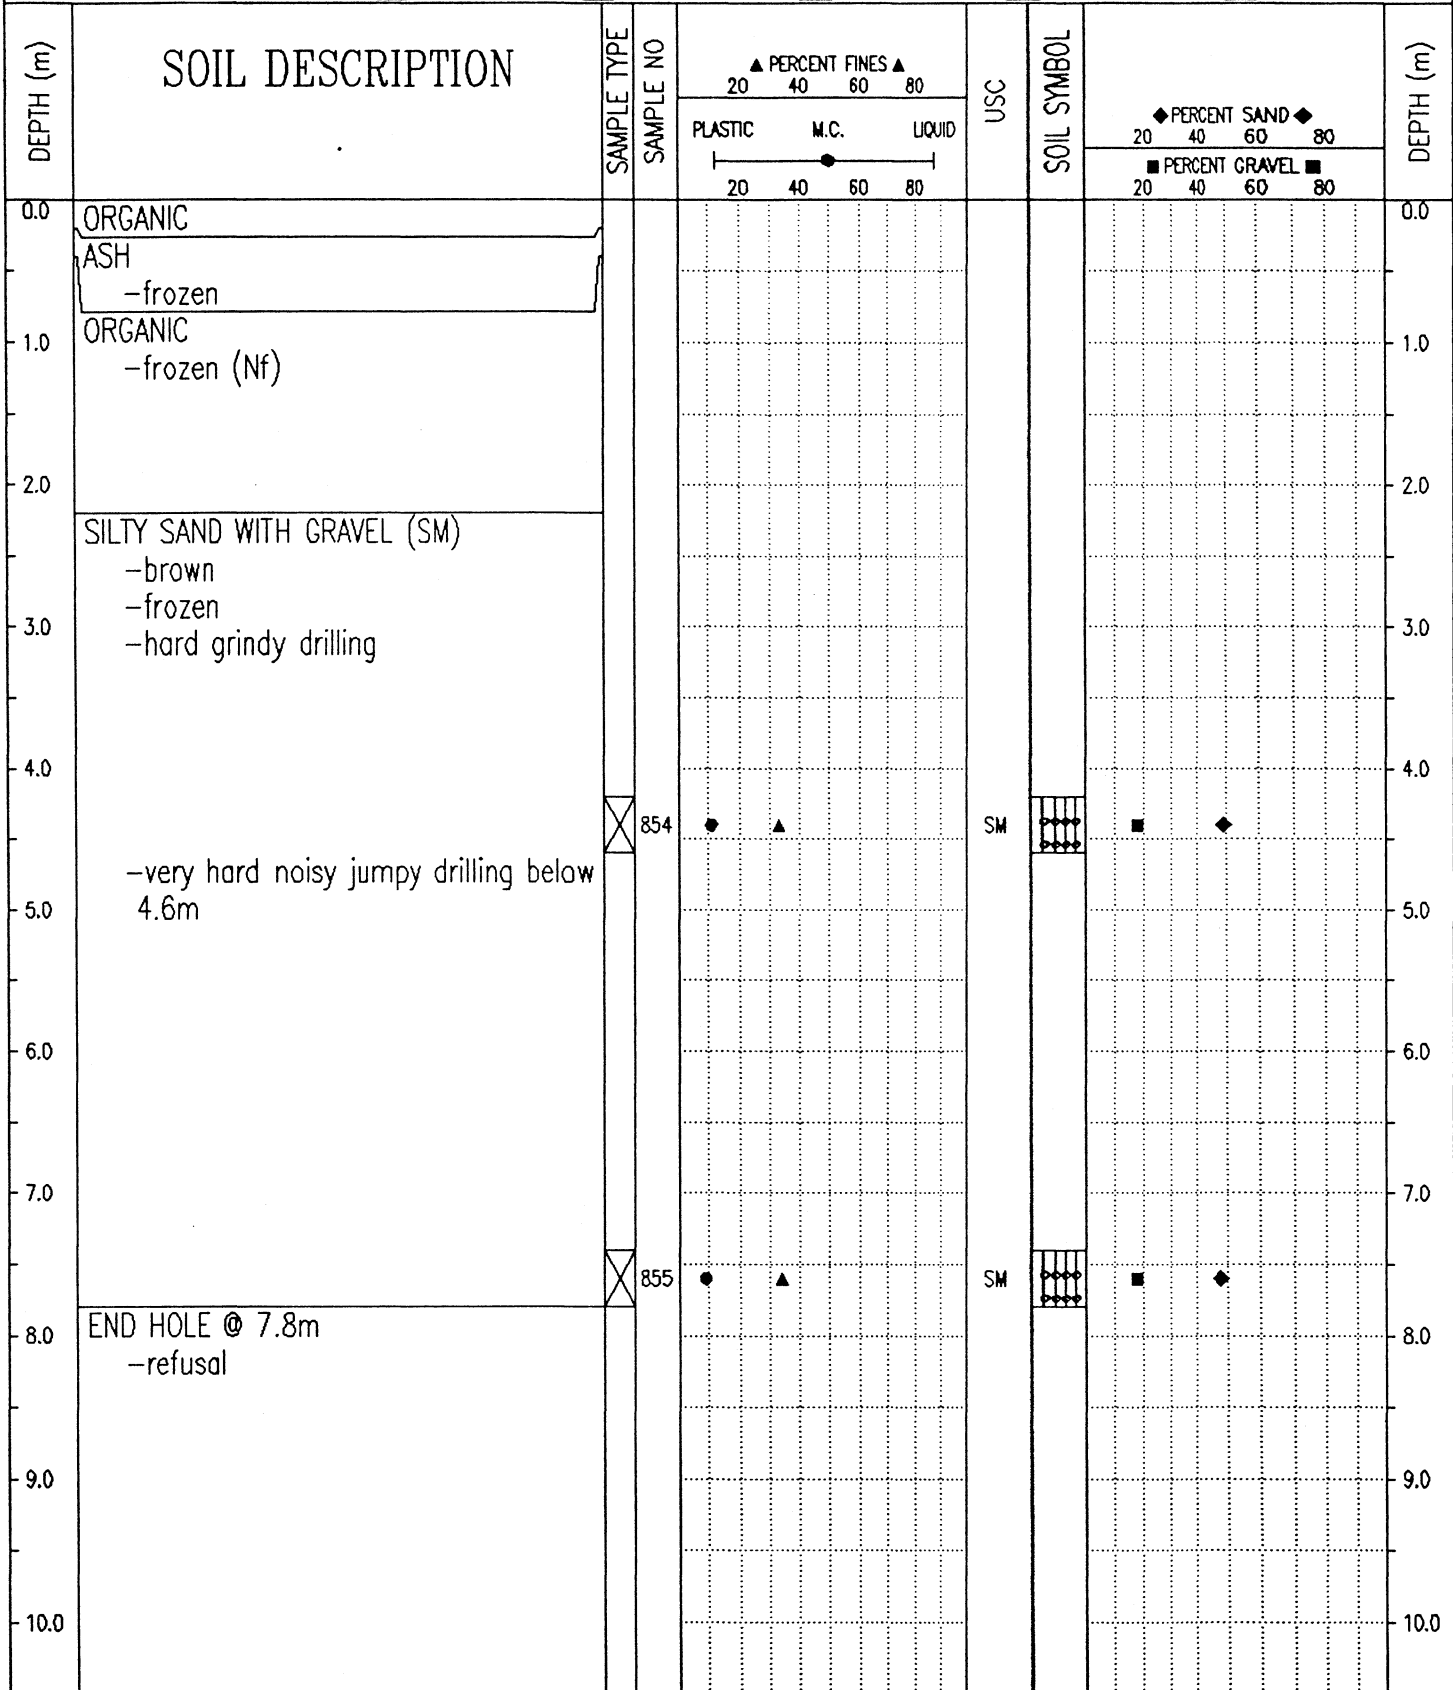 DEPTH (m)
SOIL DESCRIPTION
SAMPLE TYPE
SAMPLE NO
▲ PERCENT FINES ▲
20 40 60 80
PLASTIC M.C. LIQUID
20 40 60 80
USC
SOIL SYMBOL
◆ PERCENT SAND ◆
20 40 60 80
■ PERCENT GRAVEL ■
20 40 60 80
DEPTH (m)
0.0 ORGANIC 0.0
ASH
-frozen
ORGANIC
1.0 1.0
-frozen (Nf)
2.0 2.0
SILTY SAND WITH GRAVEL (SM)
-brown
-frozen
3.0 3.0
-hard grindy drilling
4.0 4.0
854 SM
-very hard noisy jumpy drilling below
4.6m
5.0 5.0
6.0 6.0
7.0 7.0
855 SM
END HOLE @ 7.8m
8.0 8.0
-refusal
9.0 9.0
10.0 10.0